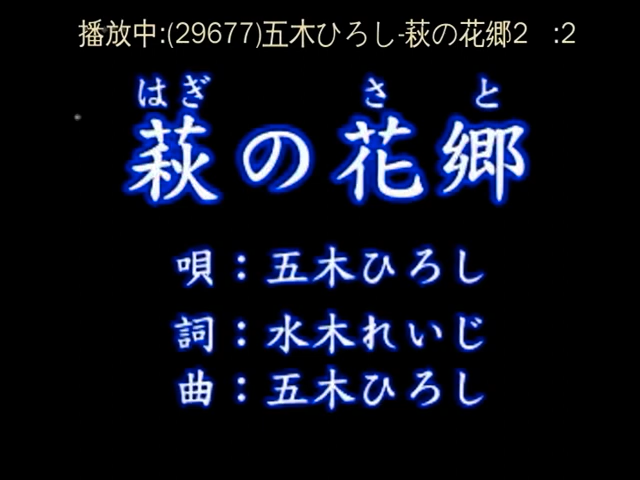 播放中:(29677)五木ひろし-萩の花郷2 :2
はぎ さと
萩の花郷
唄：五木ひろし
詞：水木れいじ
曲：五木ひろし